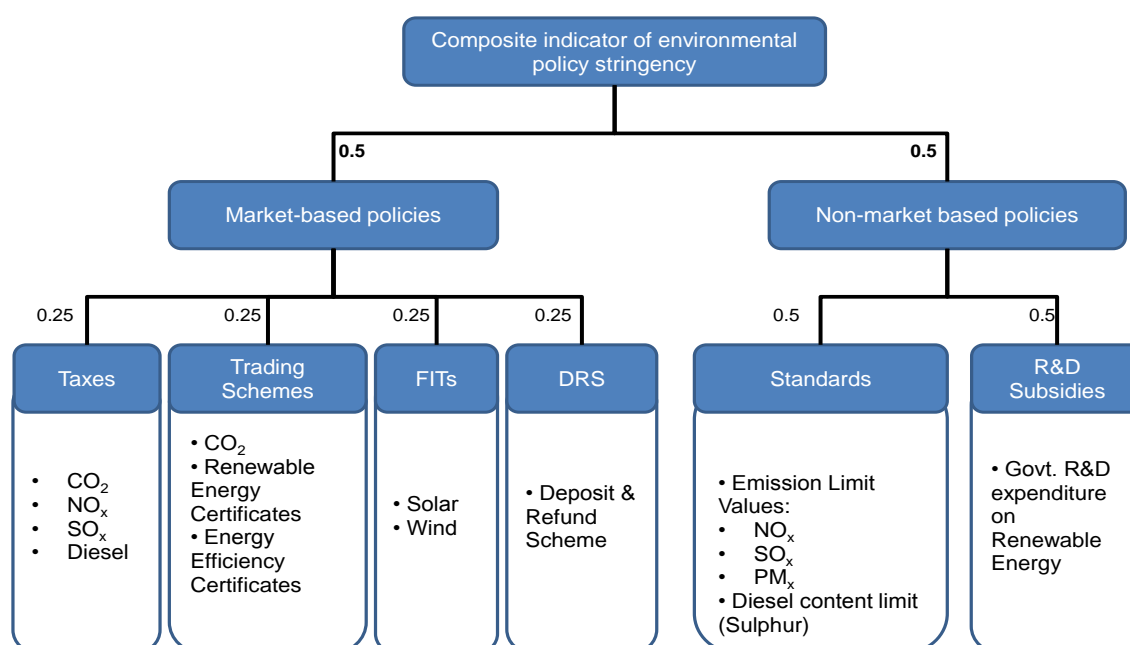 Composite indicator of environmental
policy stringency
0.5
0.5
Market-based policies
Non-market based policies
0.25
0.25
0.25
0.25
0.5
0.5
Taxes
Trading
Schemes
FITs
DRS
Standards
R&D
Subsidies
• CO₂
• NOₓ
• SOₓ
• Diesel
• CO₂
• Renewable
Energy
Certificates
• Energy
Efficiency
Certificates
• Solar
• Wind
• Deposit &
Refund
Scheme
• Emission Limit
Values:
• NOₓ
• SOₓ
• PMₓ
• Diesel content limit
(Sulphur)
• Govt. R&D
expenditure
on
Renewable
Energy